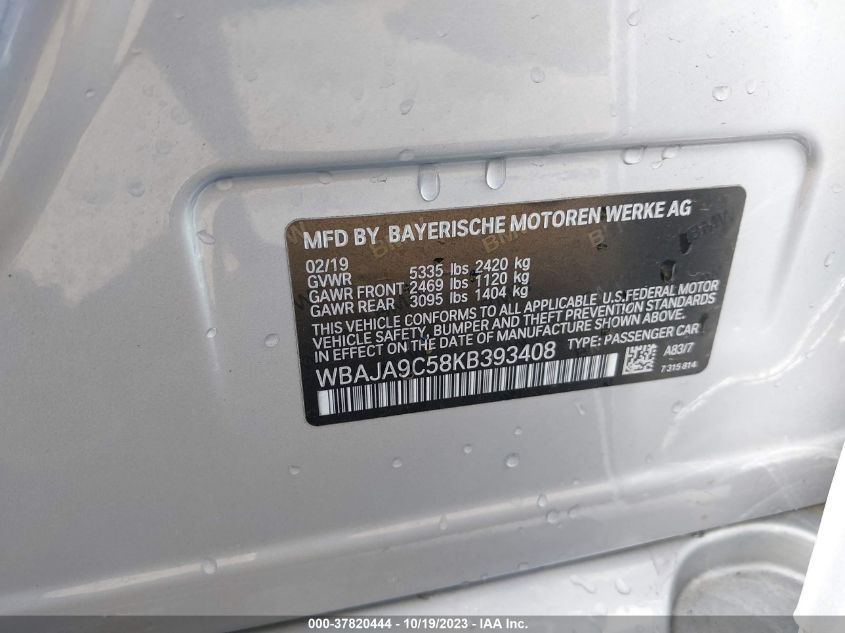 MFD BY BAYERISCHE MOTOREN WERKE AG
02/19
GVWR 5335 lbs 2420 kg
GAWR FRONT 2469 lbs 1120 kg
GAWR REAR 3095 lbs 1404 kg
THIS VEHICLE CONFORMS TO ALL APPLICABLE U.S.FEDERAL MOTOR
VEHICLE SAFETY, BUMPER AND THEFT PREVENTION STANDARDS
IN EFFECT ON THE DATE OF MANUFACTURE SHOWN ABOVE.
WBAJA9C58KB393408 TYPE: PASSENGER CAR
A83/7
7 315 814
000-37820444 - 10/19/2023 - IAA Inc.